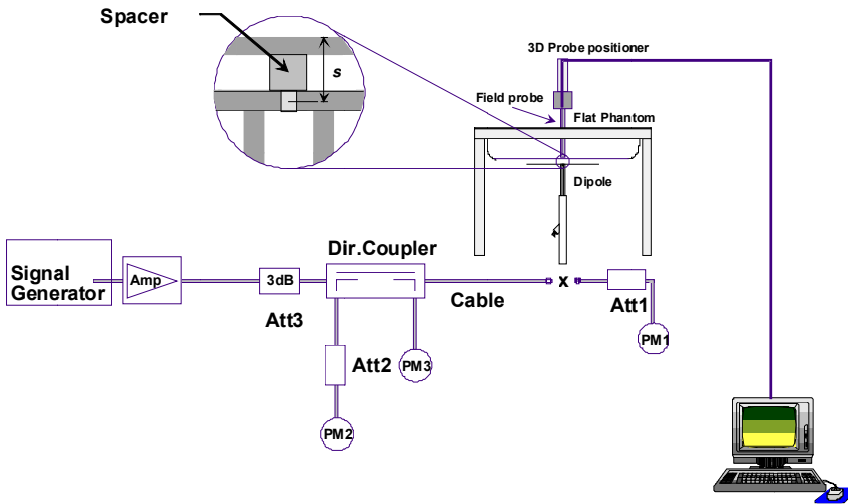 Spacer
s
3D Probe positioner
Field probe
Flat Phantom
Dipole
Signal
Generator
Amp
3dB
Att3
Dir.Coupler
Att2
PM2
PM3
Cable
x
Att1
PM1